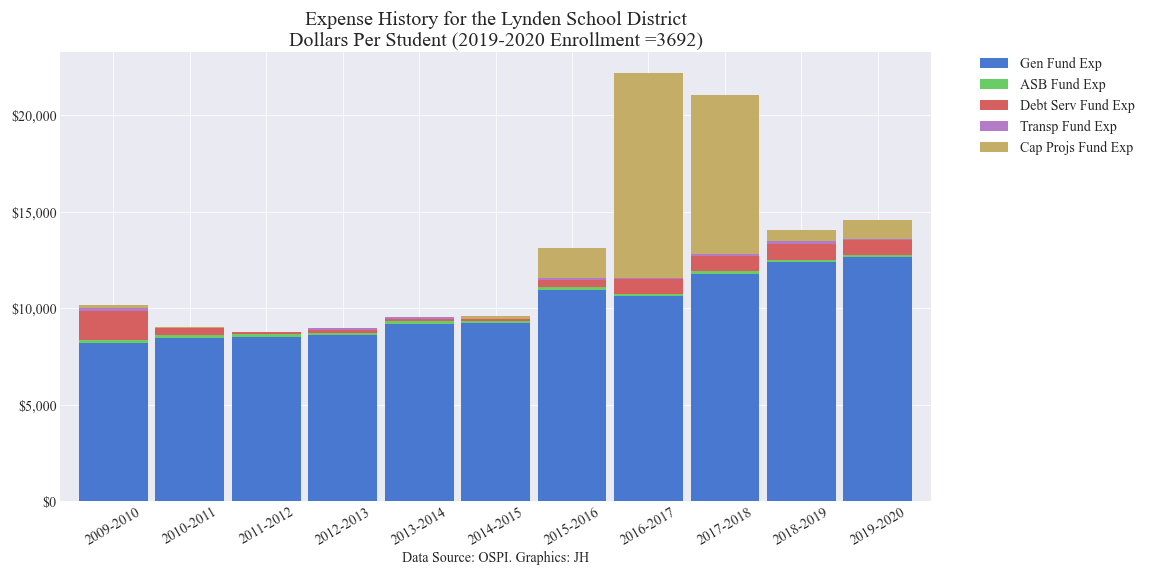 Expense History for the Lynden School District
Dollars Per Student (2019-2020 Enrollment =3692)
Gen Fund Exp
ASB Fund Exp
Debt Serv Fund Exp
Transp Fund Exp
Cap Projs Fund Exp
$20,000
$15,000
$10,000
$5,000
$0
2009-2010
2010-2011
2011-2012
2012-2013
2013-2014
2014-2015
2015-2016
2016-2017
2017-2018
2018-2019
2019-2020
Data Source: OSPI. Graphics: JH